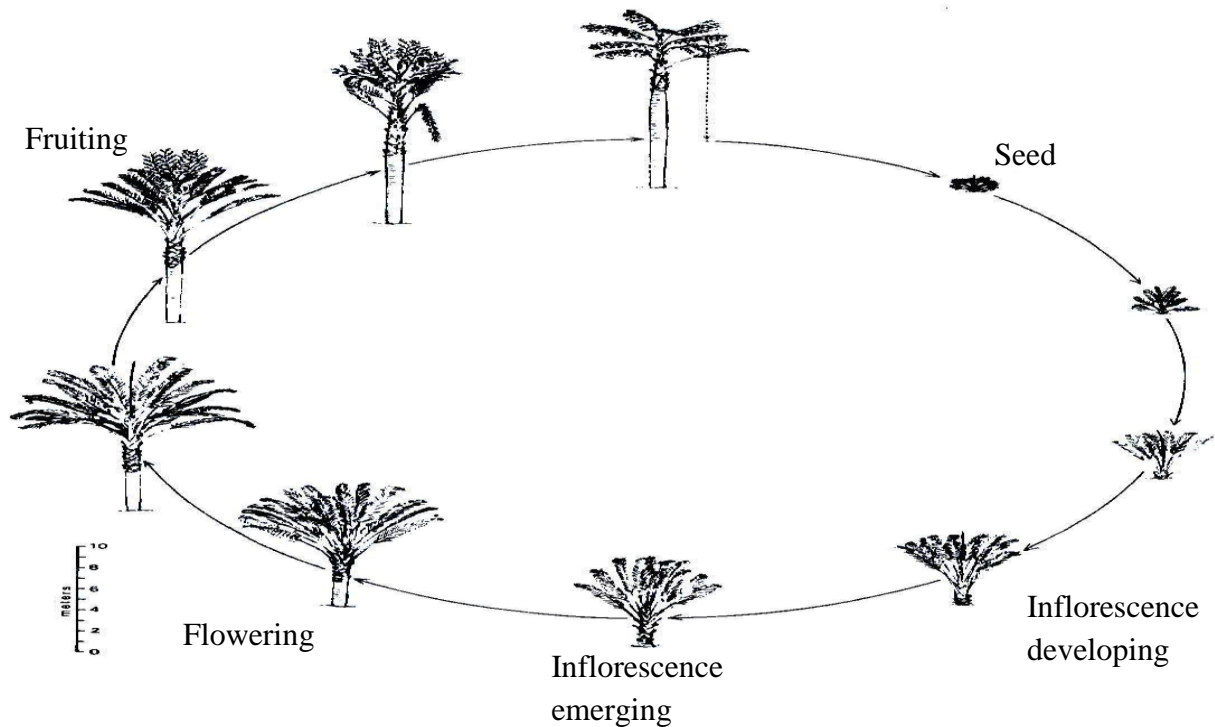 Fruiting
Seed
10
8
6
4
2
0
meters
Inflorescence
developing
Flowering
Inflorescence
emerging